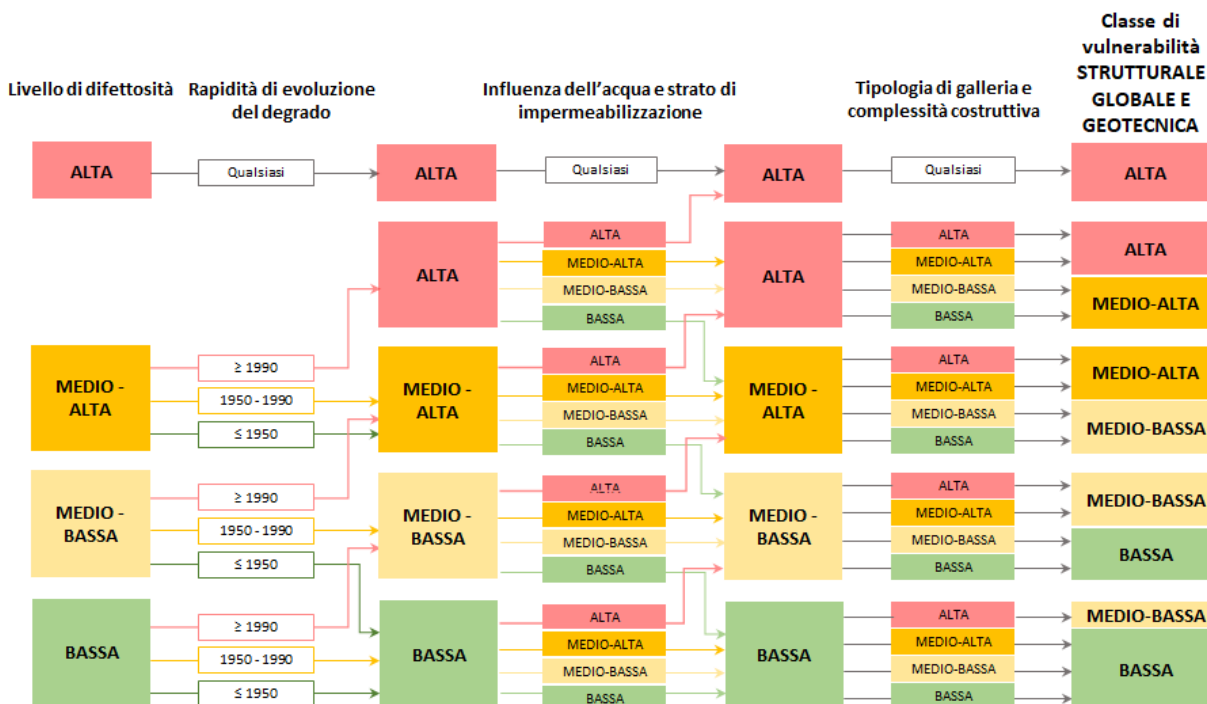 Classe di
vulnerabilità
STRUTTURALE
GLOBALE E
GEOTECNICA
Livello di difettosità
Rapidità di evoluzione
del degrado
Influenza dell'acqua e strato di
impermeabilizzazione
Tipologia di galleria e
complessità costruttiva
ALTA
Qualsiasi
ALTA
Qualsiasi
ALTA
Qualsiasi
ALTA
ALTA
ALTA
MEDIO-ALTA
MEDIO-BASSA
BASSA
ALTA
ALTA
MEDIO-ALTA
MEDIO-BASSA
BASSA
ALTA
MEDIO-ALTA
MEDIO -
ALTA
≥ 1990
1950 - 1990
≤ 1950
MEDIO -
ALTA
ALTA
MEDIO-ALTA
MEDIO-BASSA
BASSA
MEDIO -
ALTA
ALTA
MEDIO-ALTA
MEDIO-BASSA
BASSA
MEDIO-ALTA
MEDIO-BASSA
MEDIO -
BASSA
≥ 1990
1950 - 1990
≤ 1950
MEDIO -
BASSA
ALTA
MEDIO-ALTA
MEDIO-BASSA
BASSA
MEDIO -
BASSA
ALTA
MEDIO-ALTA
MEDIO-BASSA
BASSA
MEDIO-BASSA
BASSA
BASSA
≥ 1990
1950 - 1990
≤ 1950
BASSA
ALTA
MEDIO-ALTA
MEDIO-BASSA
BASSA
BASSA
ALTA
MEDIO-ALTA
MEDIO-BASSA
BASSA
MEDIO-BASSA
BASSA